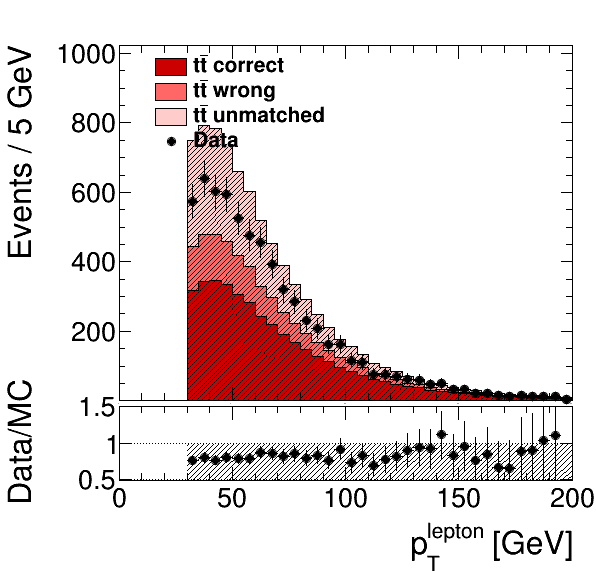 Events / 5 GeV
1000
800
600
400
200
tt̄ correct
tt̄ wrong
tt̄ unmatched
Data
Data/MC
1.5
1
0.5
0 50 100 150 200
p_T^lepton [GeV]